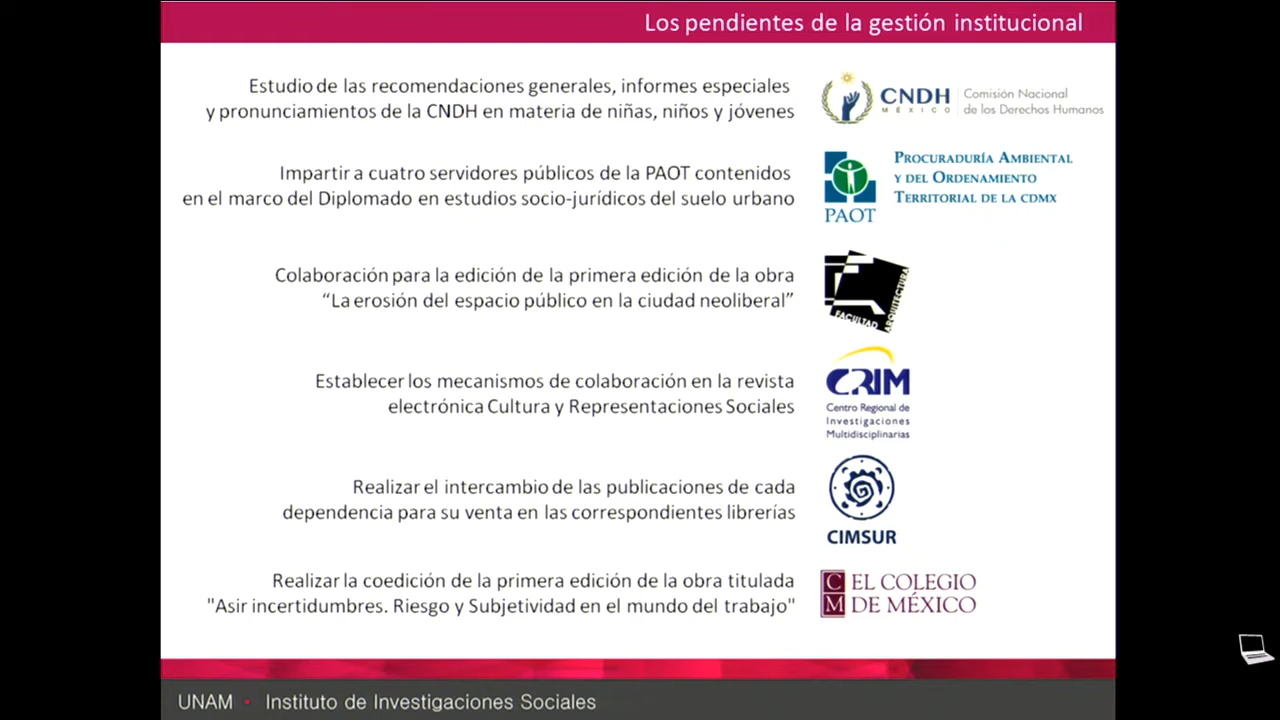 Los pendientes de la gestión institucional
Estudio de las recomendaciones generales, informes especiales
y pronunciamientos de la CNDH en materia de niñas, niños y jóvenes
CNDH
MÉXICO
Comisión Nacional
de los Derechos Humanos
Impartir a cuatro servidores públicos de la PAOT contenidos
en el marco del Diplomado en estudios socio-jurídicos del suelo urbano
PAOT
Procuraduría Ambiental
y del Ordenamiento
Territorial de la CDMX
Colaboración para la edición de la primera edición de la obra
“La erosión del espacio público en la ciudad neoliberal”
FACULTAD
ARQUITECTURA
Establecer los mecanismos de colaboración en la revista
electrónica Cultura y Representaciones Sociales
CRIM
Centro Regional de
Investigaciones
Multidisciplinarias
Realizar el intercambio de las publicaciones de cada
dependencia para su venta en las correspondientes librerías
CIMSUR
Realizar la coedición de la primera edición de la obra titulada
"Asir incertidumbres. Riesgo y Subjetividad en el mundo del trabajo"
CM
EL COLEGIO
DE MÉXICO
UNAM • Instituto de Investigaciones Sociales